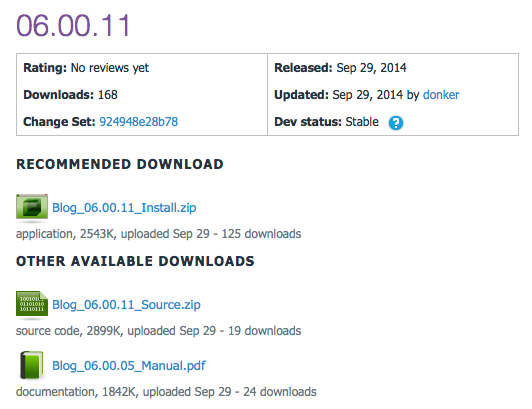 06.00.11
Rating: No reviews yet
Released: Sep 29, 2014
Downloads: 168
Updated: Sep 29, 2014 by donker
Change Set: 924948e28b78
Dev status: Stable ?
RECOMMENDED DOWNLOAD
Blog_06.00.11_Install.zip
application, 2543K, uploaded Sep 29 - 125 downloads
OTHER AVAILABLE DOWNLOADS
Blog_06.00.11_Source.zip
source code, 2899K, uploaded Sep 29 - 19 downloads
Blog_06.00.05_Manual.pdf
documentation, 1842K, uploaded Sep 29 - 24 downloads